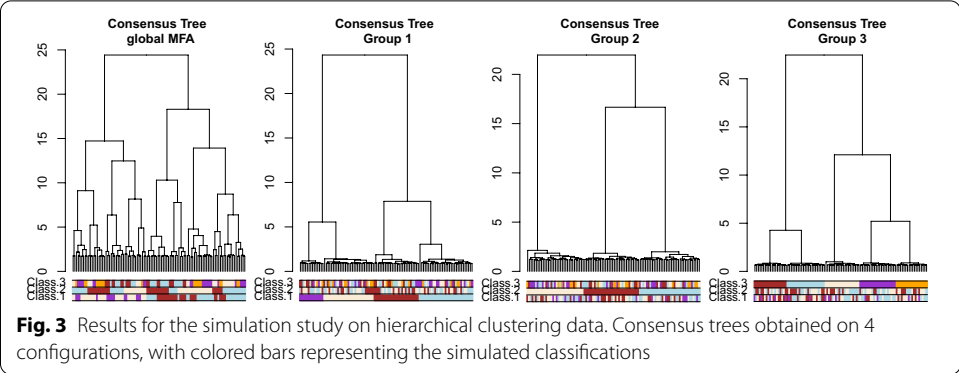 Consensus Tree
global MFA
Consensus Tree
Group 1
Consensus Tree
Group 2
Consensus Tree
Group 3
25
20
15
10
5
0
Class.3
Class.2
Class.1
25
20
15
10
5
0
Class.3
Class.2
Class.1
20
15
10
5
0
Class.3
Class.2
Class.1
20
15
10
5
0
Class.3
Class.2
Class.1
Fig. 3 Results for the simulation study on hierarchical clustering data. Consensus trees obtained on 4
configurations, with colored bars representing the simulated classifications